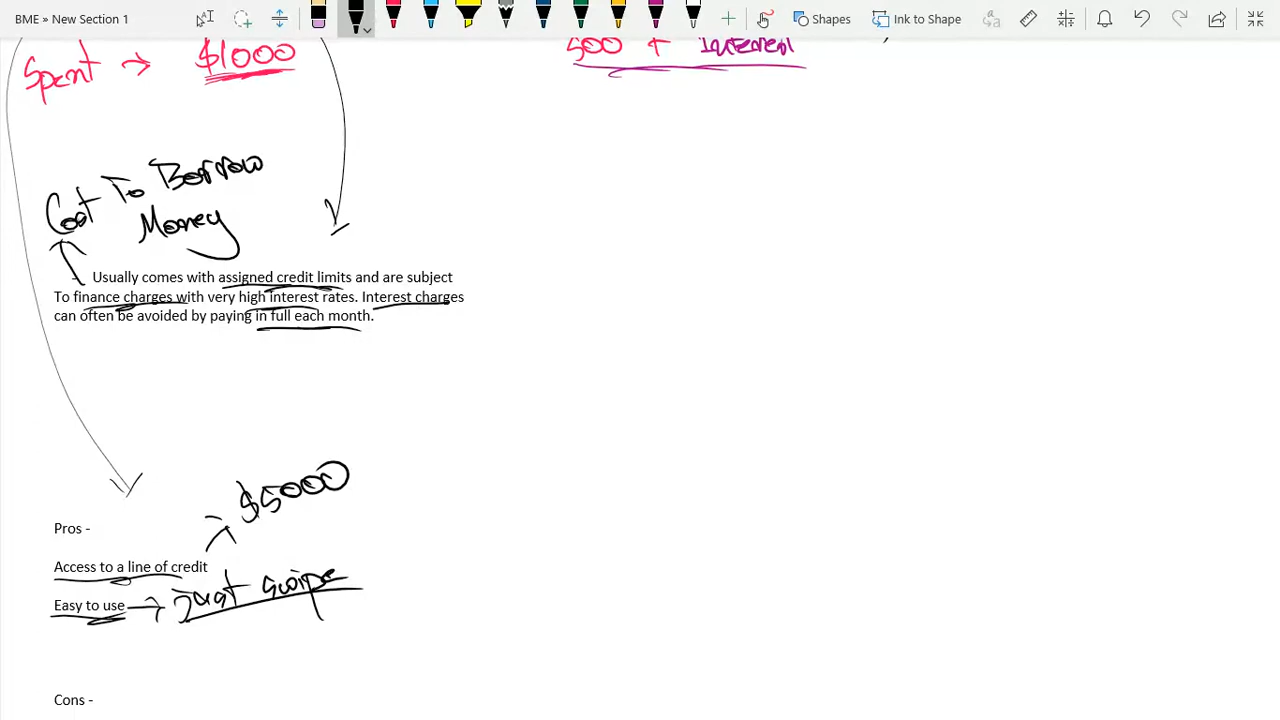 BME » New Section 1
Shapes
Ink to Shape
Spent → $1000
500 + Interest
Cost To Borrow
Money
- Usually comes with assigned credit limits and are subject
To finance charges with very high interest rates. Interest charges
can often be avoided by paying in full each month.
$5000
Pros -
Access to a line of credit
Easy to use → Just swipe
Cons -